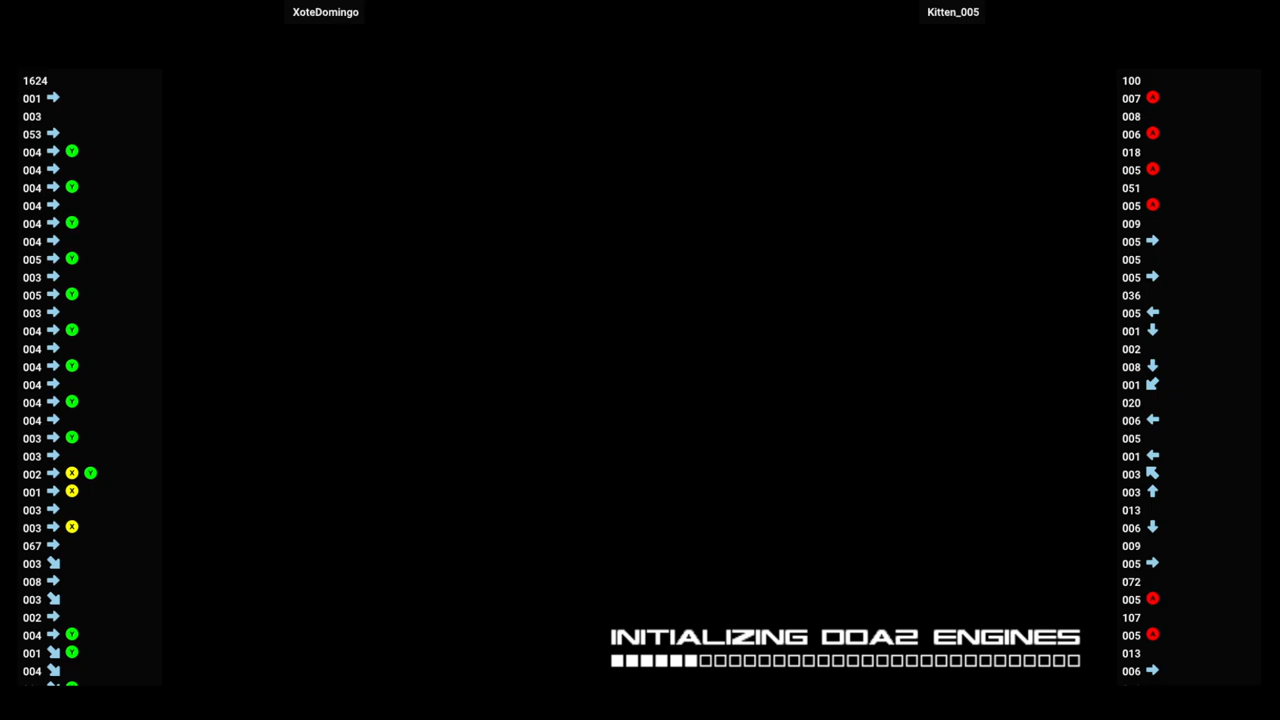 XoteDomingo
Kitten_005
1624
001
003
053
004 Y
004
004 Y
004
004 Y
004
005 Y
003
005 Y
003
004 Y
004
004 Y
004
004 Y
004
003 Y
003
002 X Y
001 X
003
003 X
067
003
008
003
002
004 Y
001 Y
004
100
007 A
008
006 A
018
005 A
051
005 A
009
005
005
005
036
005
001
002
008
001
020
006
005
001
003
003
013
006
009
005
072
005 A
107
005 A
013
006
INITIALIZING DOA2 ENGINES